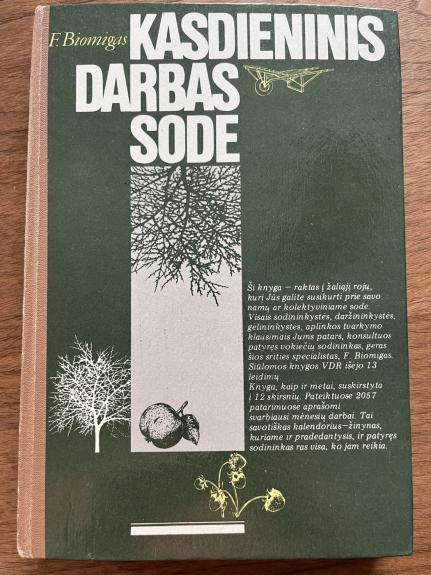 F. Biomigas
KASDIENINIS
DARBAS
SODE
Ši knyga — raktas į žaliąjį rojų,
kurį Jūs galite susikurti prie savo
namų ar kolektyviniame sode.
Visais sodininkystės, daržininkystės,
gėlininkystės, aplinkos tvarkymo
klausimais Jums patars, konsultuos
patyręs vokiečių sodininkas, geras
šios srities specialistas, F. Biomigas.
Siūlomos knygos VDR išėjo 13
leidimų.
Knyga, kaip ir metai, suskirstyta
į 12 skirsnių. Pateiktuose 2057
patarimuose aprašomi
svarbiausi mėnesių darbai. Tai
savotiškas kalendorius—žinynas,
kuriame ir pradedantysis, ir patyręs
sodininkas ras visa, ko jam reikia.